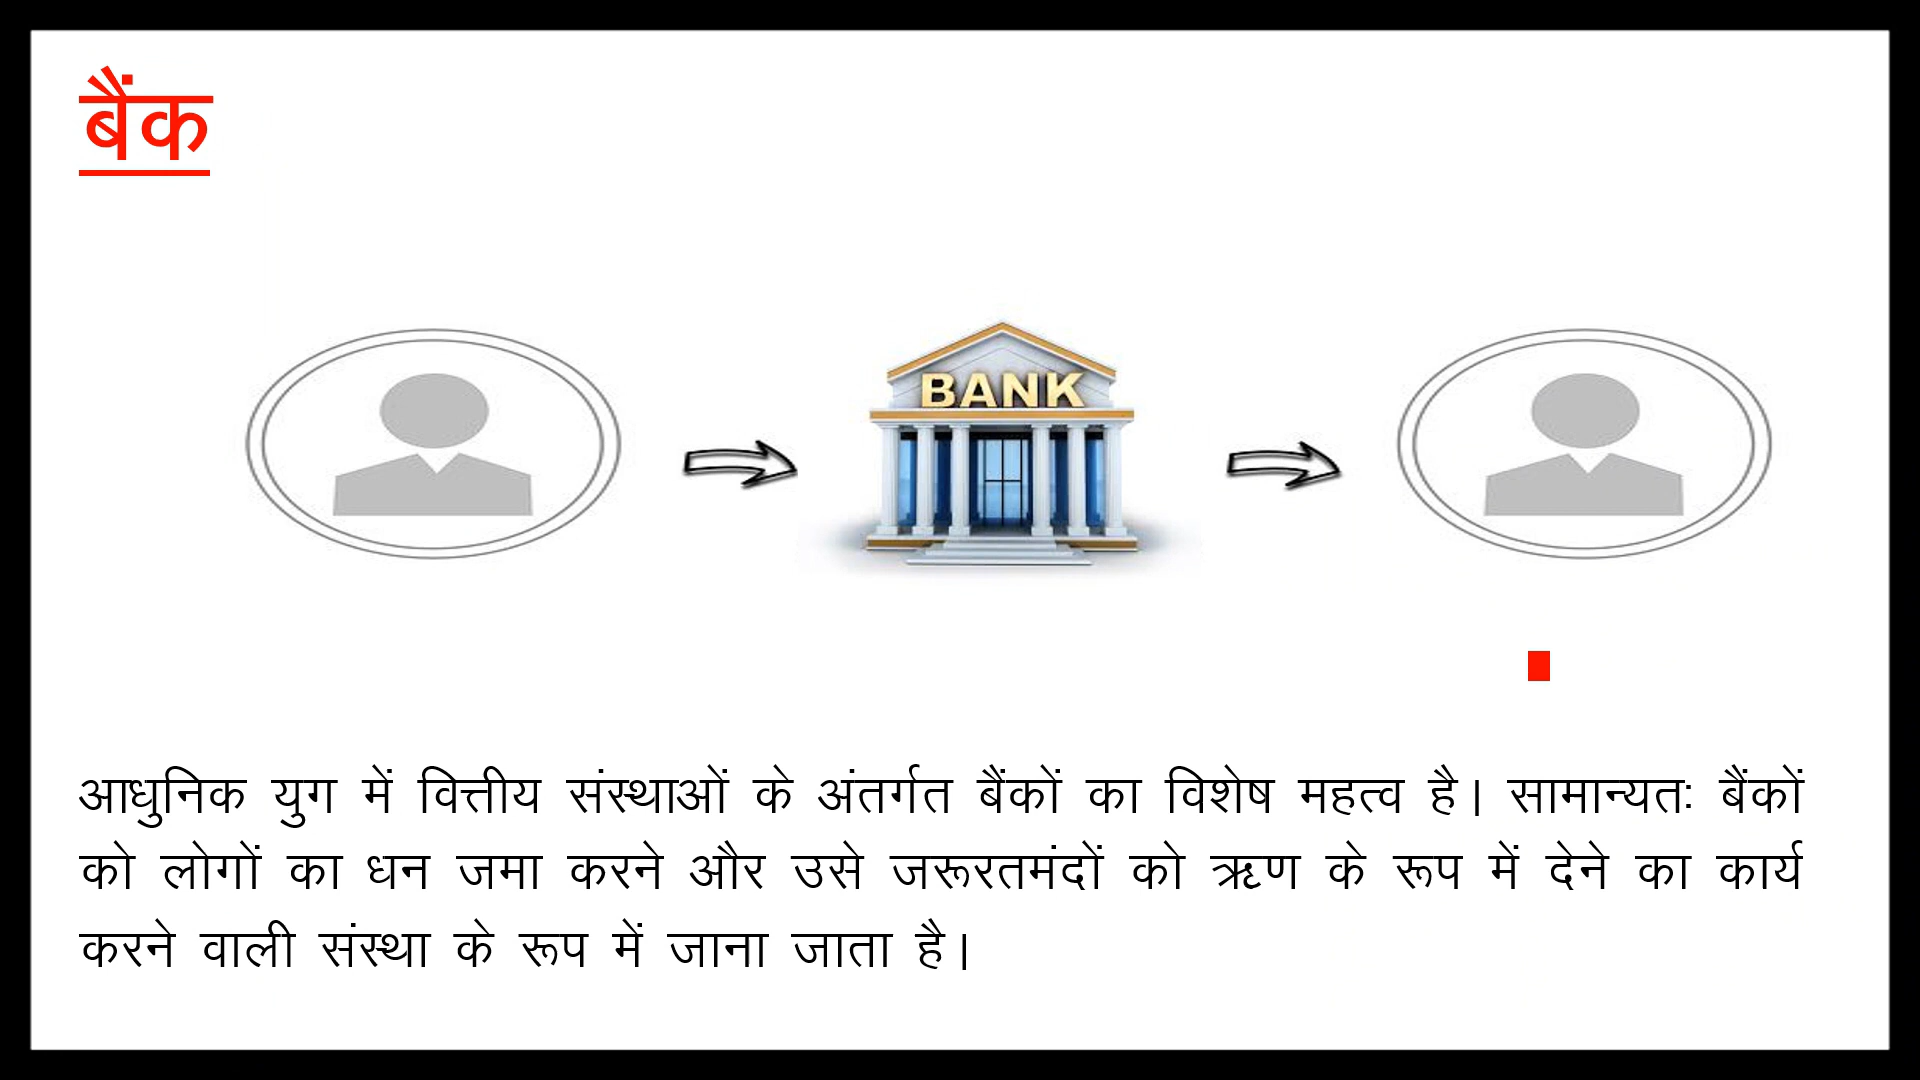 बैंक
BANK
आधुनिक युग में वित्तीय संस्थाओं के अंतर्गत बैंकों का विशेष महत्व है। सामान्यतः बैंकों
को लोगों का धन जमा करने और उसे जरूरतमंदों को ऋण के रूप में देने का कार्य
करने वाली संस्था के रूप में जाना जाता है।